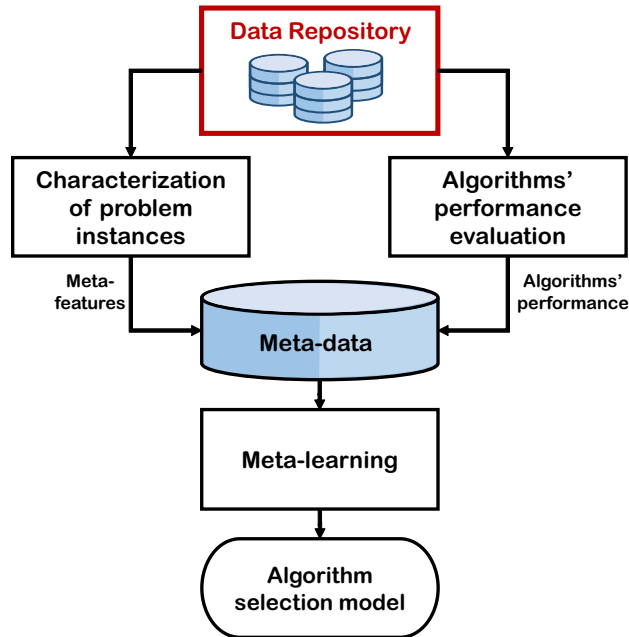 Data Repository
Characterization
of problem
instances
Algorithms'
performance
evaluation
Meta-
features
Algorithms'
performance
Meta-data
Meta-learning
Algorithm
selection model